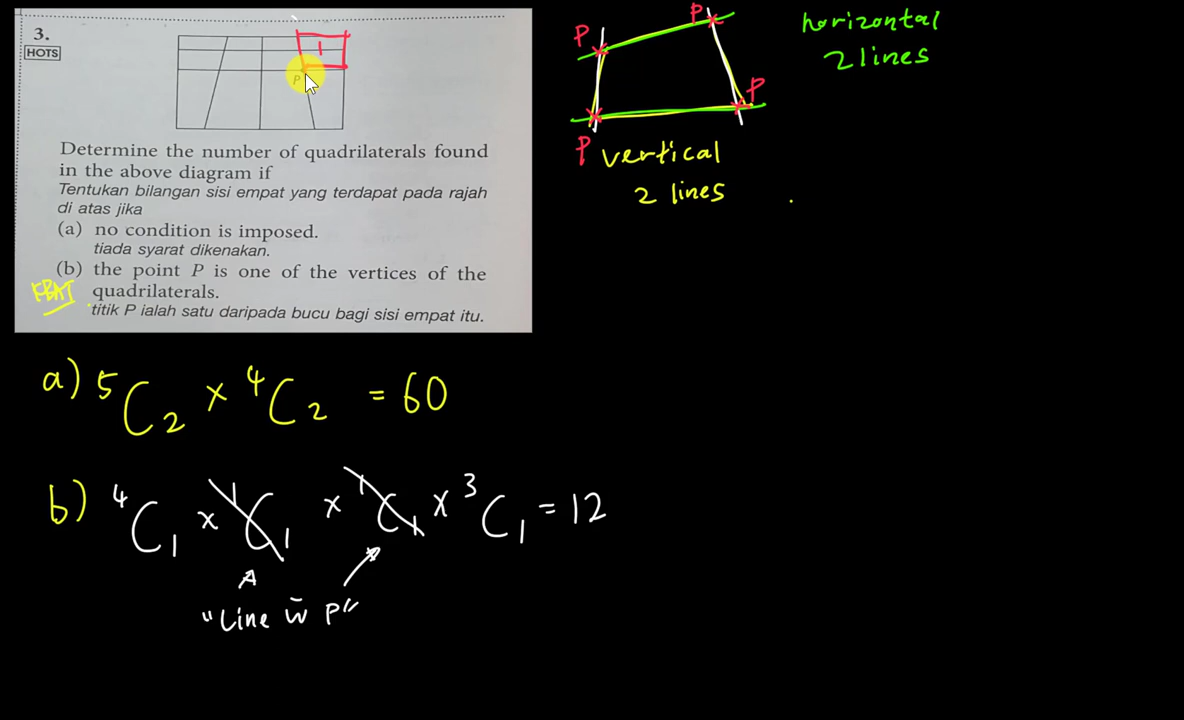 3.
HOTS
1
P
Determine the number of quadrilaterals found
in the above diagram if
Tentukan bilangan sisi empat yang terdapat pada rajah
di atas jika
(a) no condition is imposed.
tiada syarat dikenakan.
(b) the point P is one of the vertices of the
quadrilaterals.
titik P ialah satu daripada bucu bagi sisi empat itu.
KBAT
P
P
P
P
horizontal
2 lines
vertical
2 lines
a) ⁵C₂ × ⁴C₂ = 60
b) ⁴C₁ × ¹C₁ × ¹C₁ × ³C₁ = 12
"Line w̄ P"